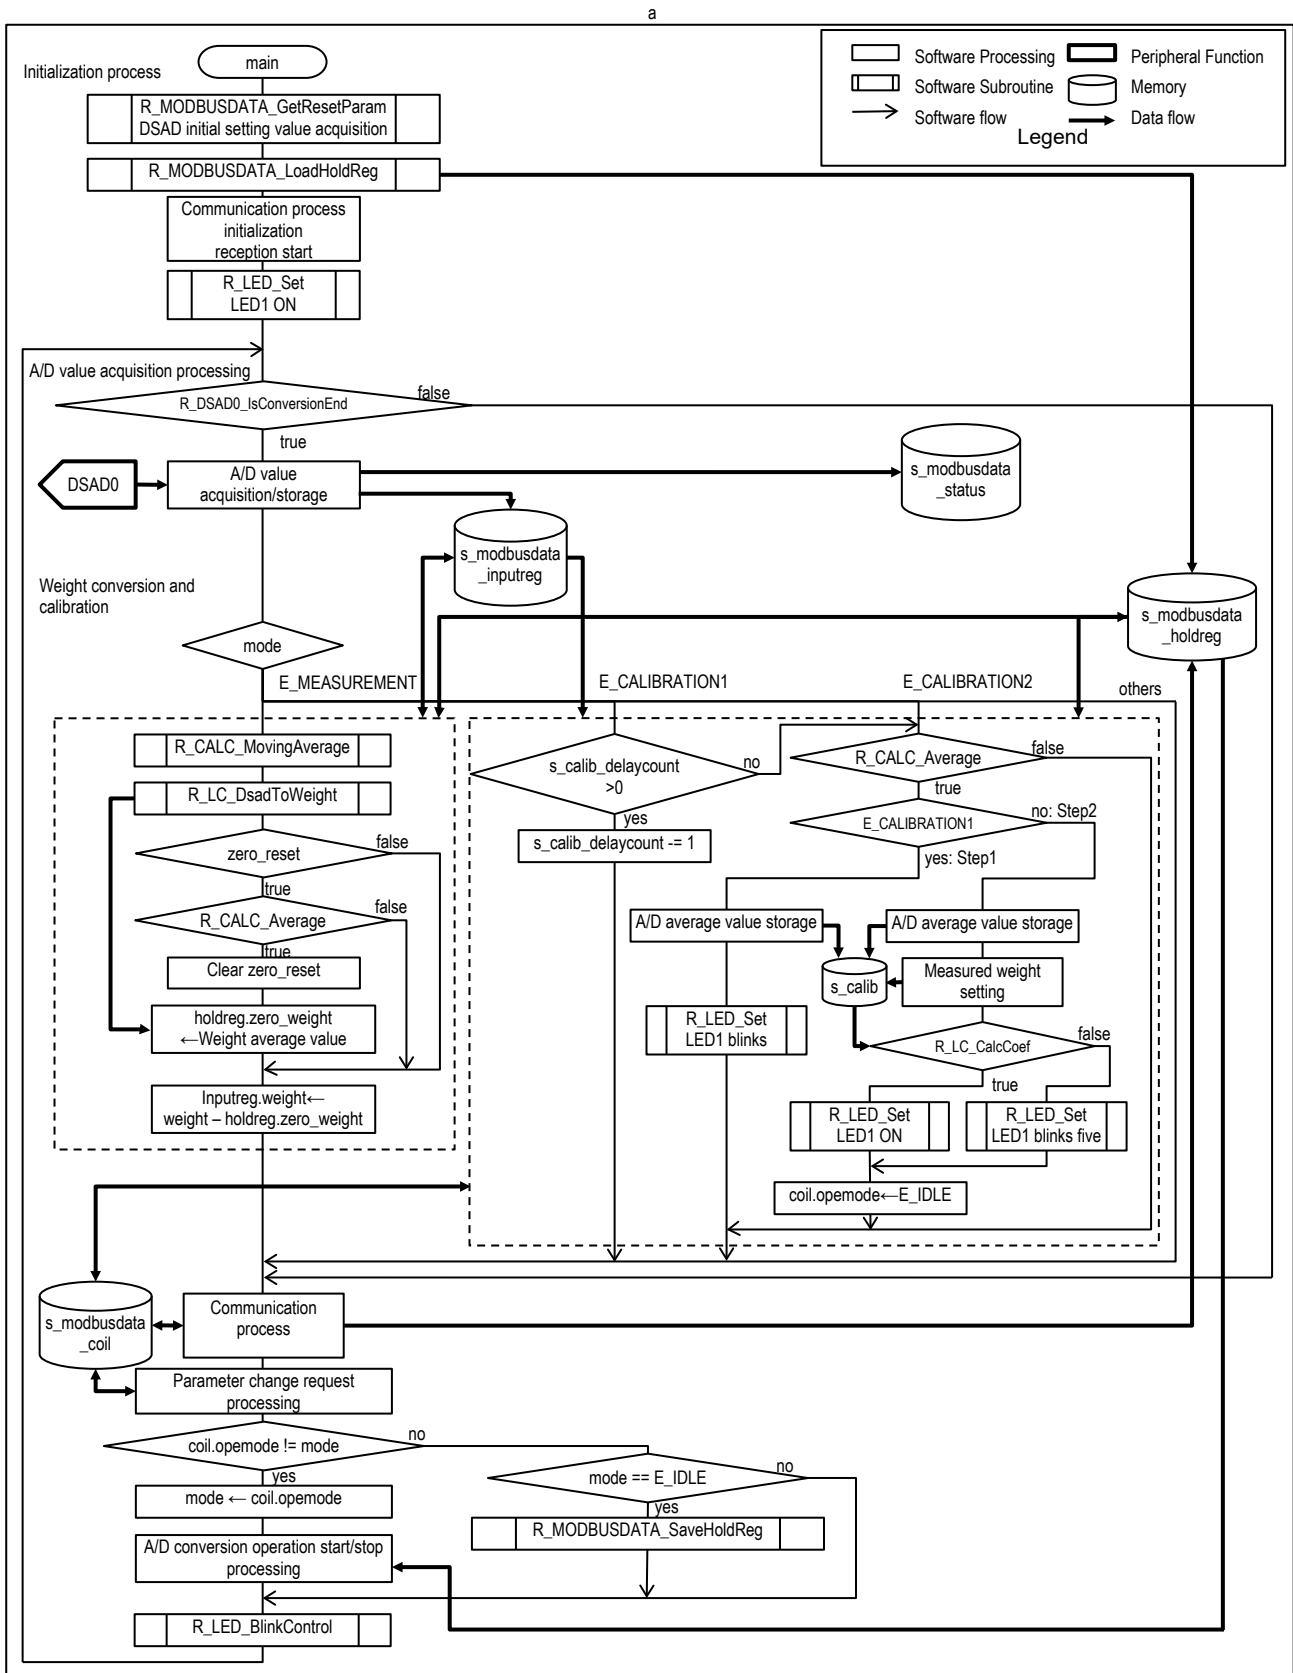 a
Initialization process
main
Software Processing
Peripheral Function
Software Subroutine
Memory
Software flow
Data flow
Legend
R_MODBUSDATA_GetResetParam
DSAD initial setting value acquisition
R_MODBUSDATA_LoadHoldReg
Communication process
initialization
reception start
R_LED_Set
LED1 ON
A/D value acquisition processing
R_DSAD0_IsConversionEnd
false
true
DSAD0
A/D value
acquisition/storage
s_modbusdata
_status
s_modbusdata
_inputreg
Weight conversion and
calibration
s_modbusdata
_holdreg
mode
E_MEASUREMENT
E_CALIBRATION1
E_CALIBRATION2
others
R_CALC_MovingAverage
R_LC_DsadToWeight
zero_reset
false
true
R_CALC_Average
false
true
Clear zero_reset
holdreg.zero_weight
←Weight average value
Inputreg.weight←
weight – holdreg.zero_weight
s_calib_delaycount
>0
no
yes
s_calib_delaycount -= 1
R_CALC_Average
false
true
E_CALIBRATION1
no: Step2
yes: Step1
A/D average value storage
A/D average value storage
s_calib
Measured weight
setting
R_LED_Set
LED1 blinks
R_LC_CalcCoef
false
true
R_LED_Set
LED1 ON
R_LED_Set
LED1 blinks five
coil.opemode←E_IDLE
s_modbusdata
_coil
Communication
process
Parameter change request
processing
coil.opemode != mode
no
yes
mode == E_IDLE
no
yes
mode ← coil.opemode
R_MODBUSDATA_SaveHoldReg
A/D conversion operation start/stop
processing
R_LED_BlinkControl